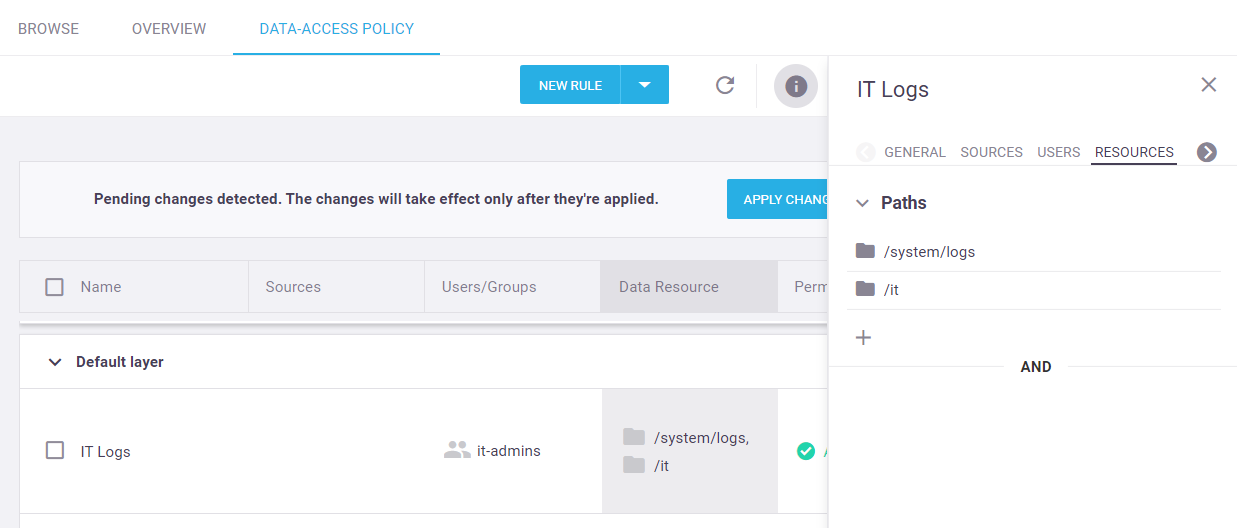 BROWSE OVERVIEW DATA-ACCESS POLICY
NEW RULE
IT Logs
GENERAL SOURCES USERS RESOURCES
Pending changes detected. The changes will take effect only after they're applied.
APPLY CHANG
Paths
/system/logs
/it
Name Sources Users/Groups Data Resource Perm
AND
Default layer
IT Logs it-admins /system/logs,
/it